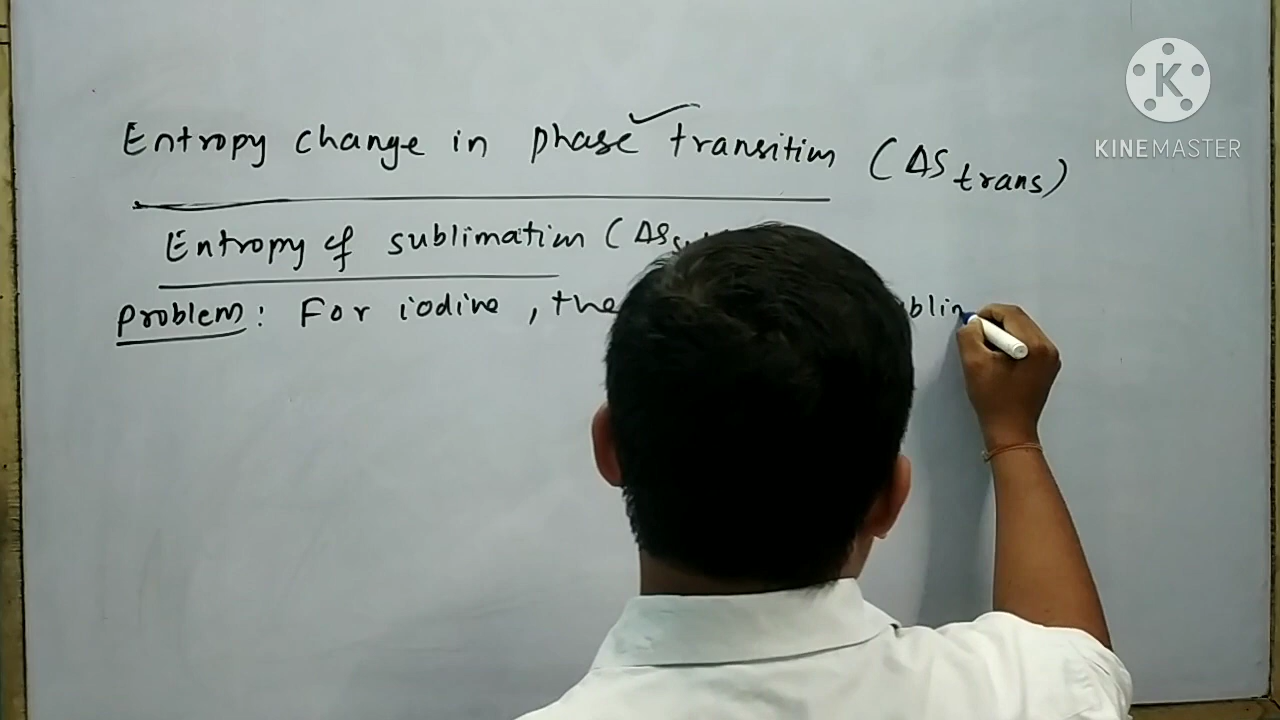 Entropy change in phase transition (ΔS trans)
KINEMASTER
Entropy of sublimation (ΔS
Problem: For iodine, the